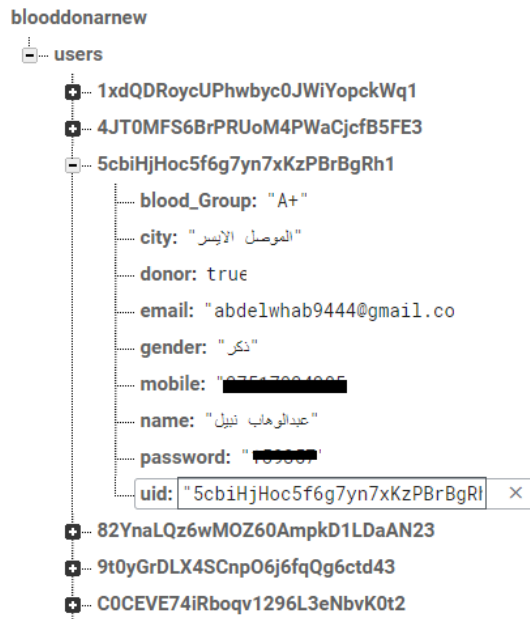 blooddonarnew
users
1xdQDRoycUPhwbyc0JWiYopckWq1
4JT0MFS6BrPRUoM4PWaCjcfB5FE3
5cbiHjHoc5f6g7yn7xKzPBrBgRh1
blood_Group: "A+"
city: "الموصل الايسر"
donor: true
email: "abdelwhab9444@gmail.co
gender: "ذكر"
mobile: "
name: "عبدالوهاب نبيل"
password: "
uid: "5cbiHjHoc5f6g7yn7xKzPBrBgRh
82YnaLQz6wMOZ60AmpkD1LDaAN23
9t0yGrDLX4SCnpO6j6fqQg6ctd43
C0CEVE74iRboqv1296L3eNbvK0t2